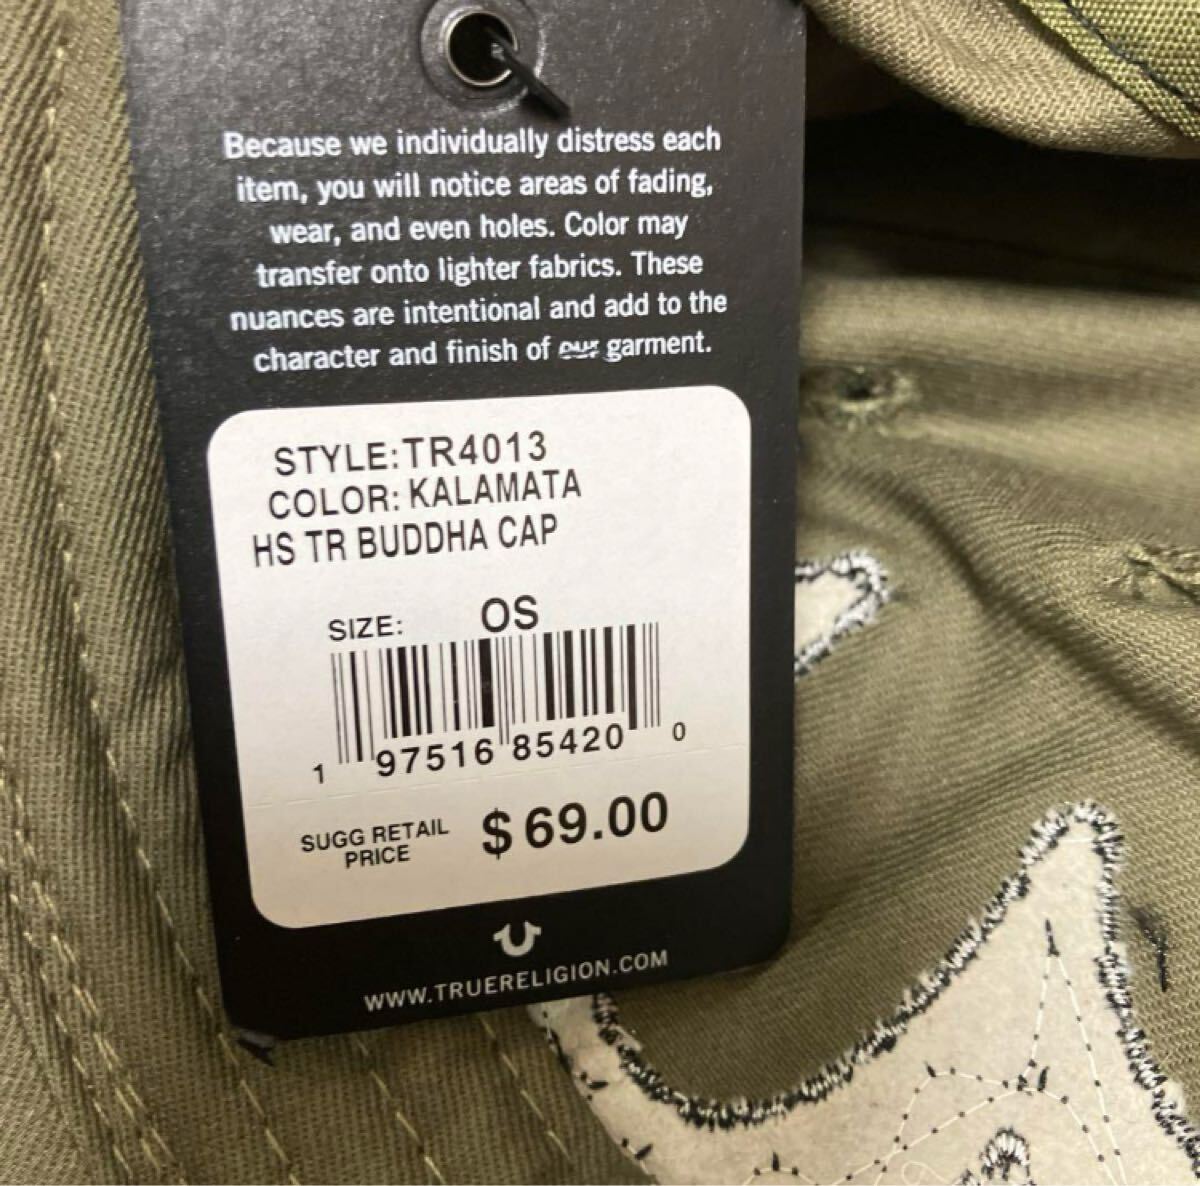 Because we individually distress each
item, you will notice areas of fading,
wear, and even holes. Color may
transfer onto lighter fabrics. These
nuances are intentional and add to the
character and finish of our garment.
STYLE:TR4013
COLOR: KALAMATA
HS TR BUDDHA CAP
SIZE: OS
1 97516 85420 0
SUGG RETAIL
PRICE $ 69.00
WWW.TRUERELIGION.COM